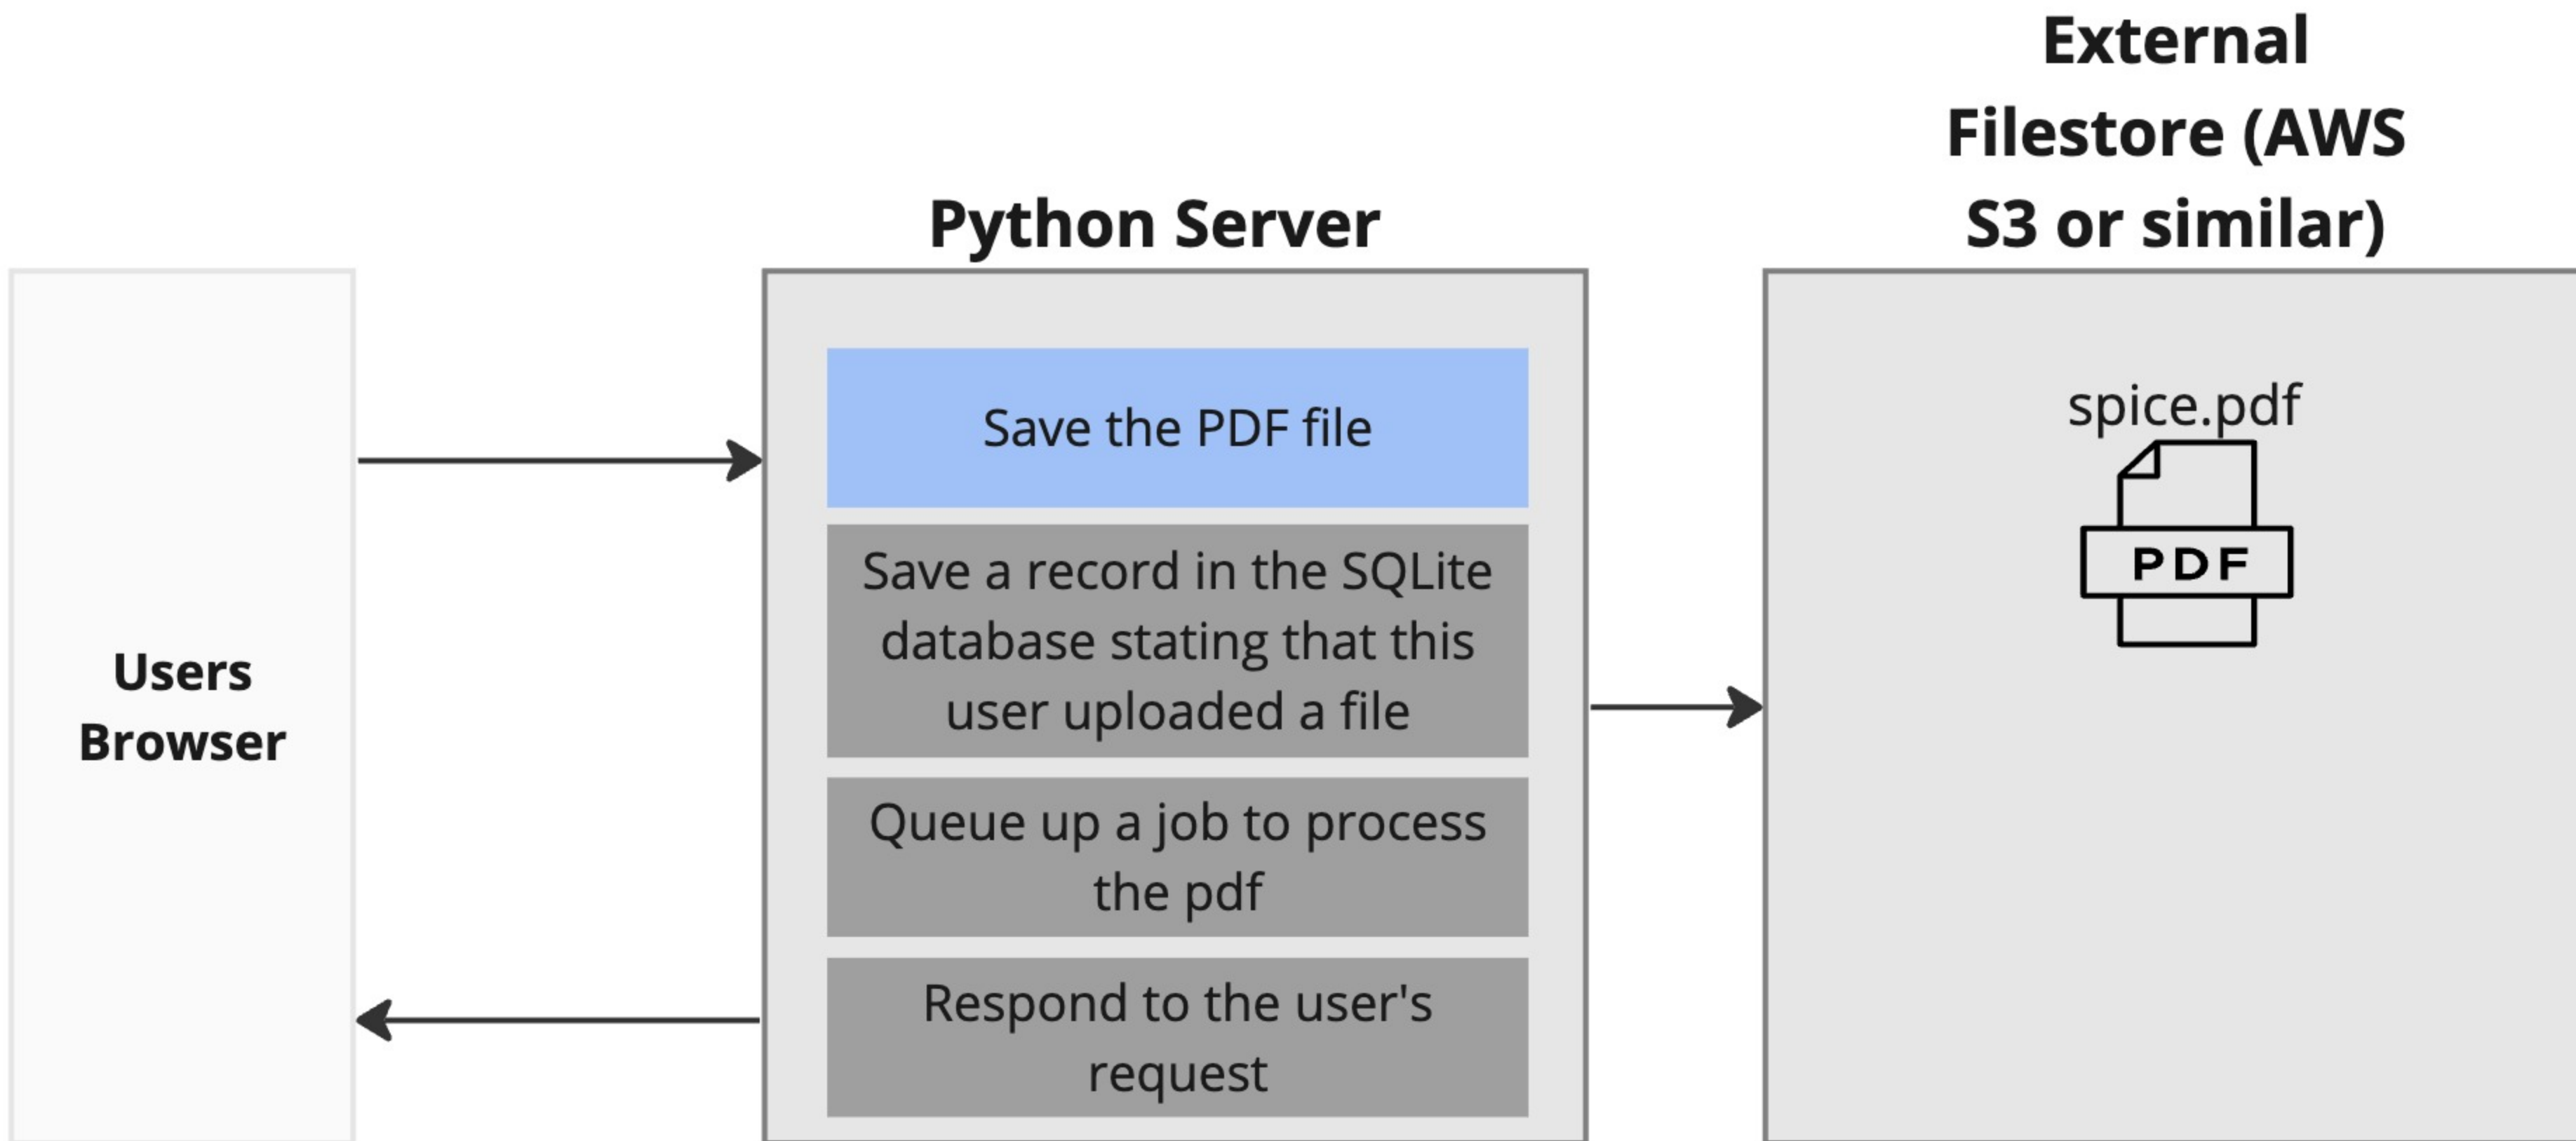 External
Filestore (AWS
S3 or similar)
Python Server
Users
Browser
Save the PDF file
Save a record in the SQLite
database stating that this
user uploaded a file
Queue up a job to process
the pdf
Respond to the user's
request
spice.pdf
PDF